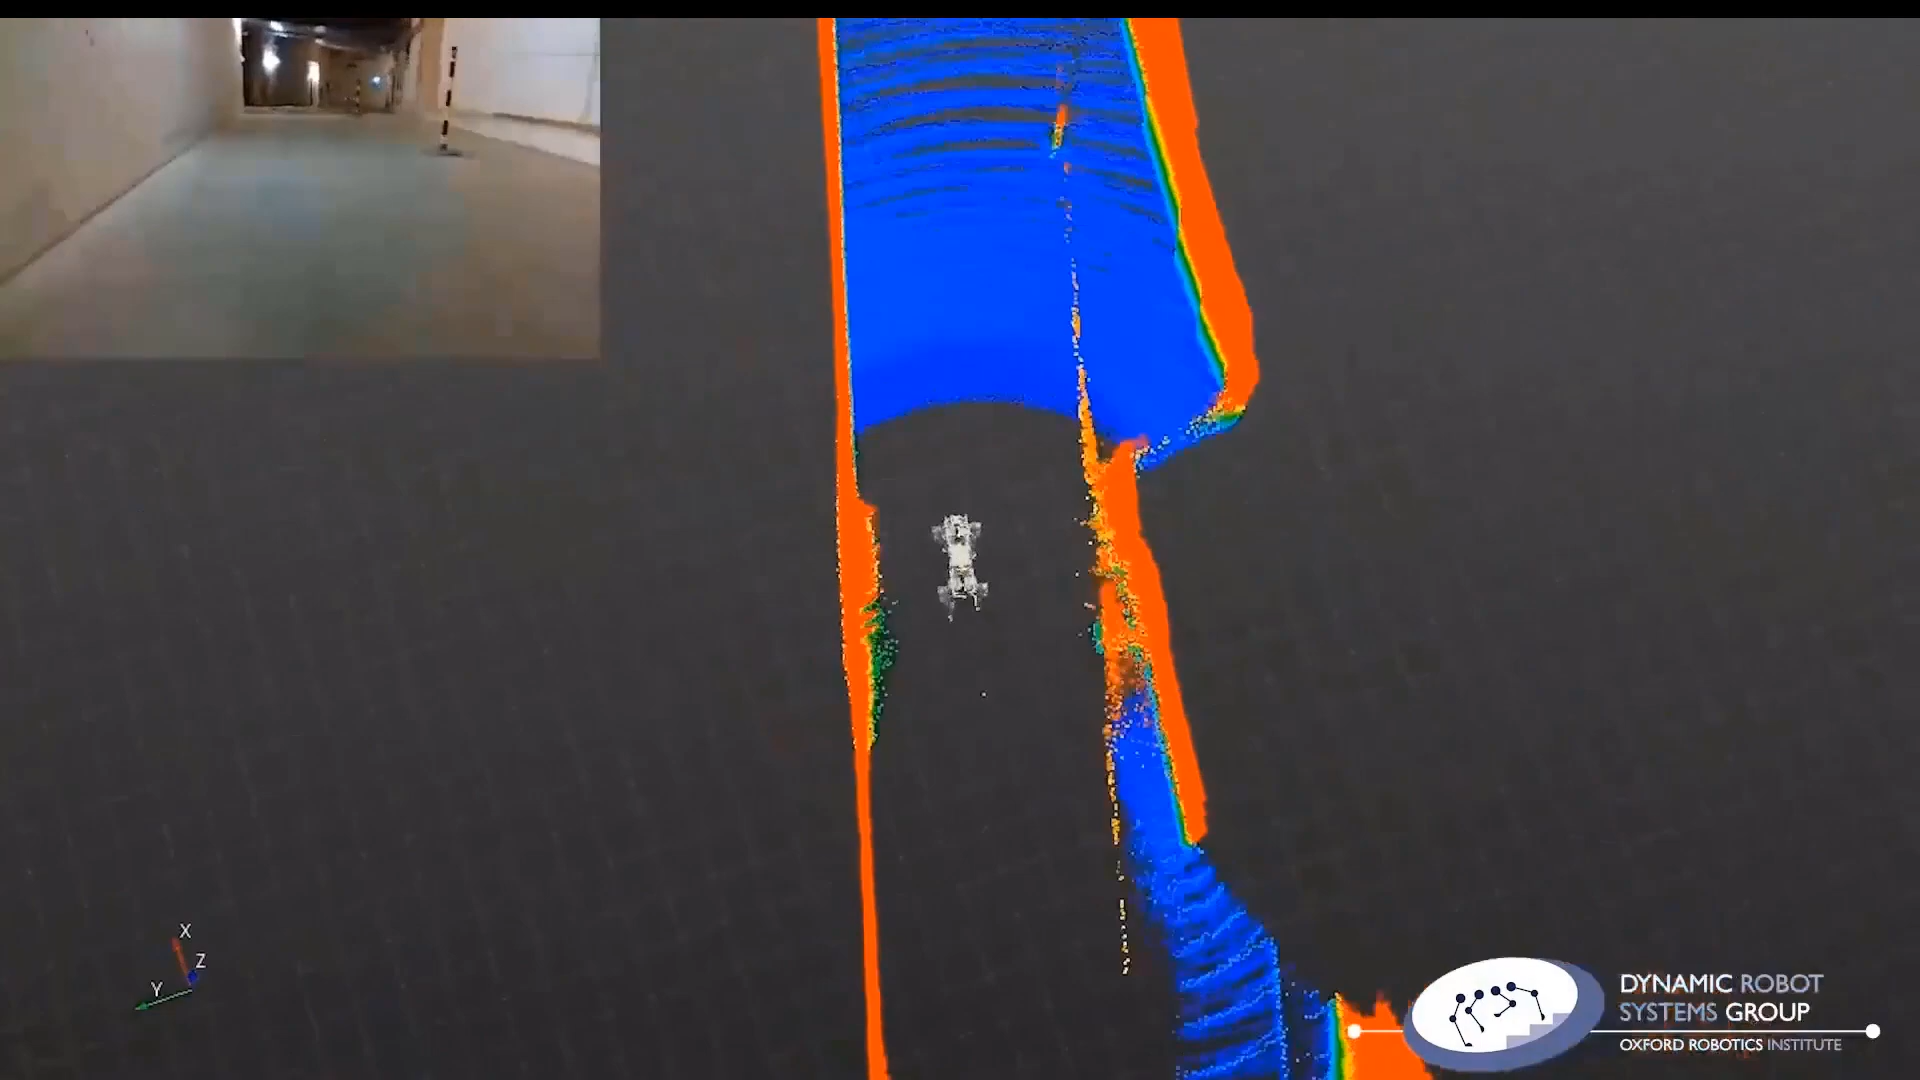 X
Z
Y
DYNAMIC ROBOT
SYSTEMS GROUP
OXFORD ROBOTICS INSTITUTE